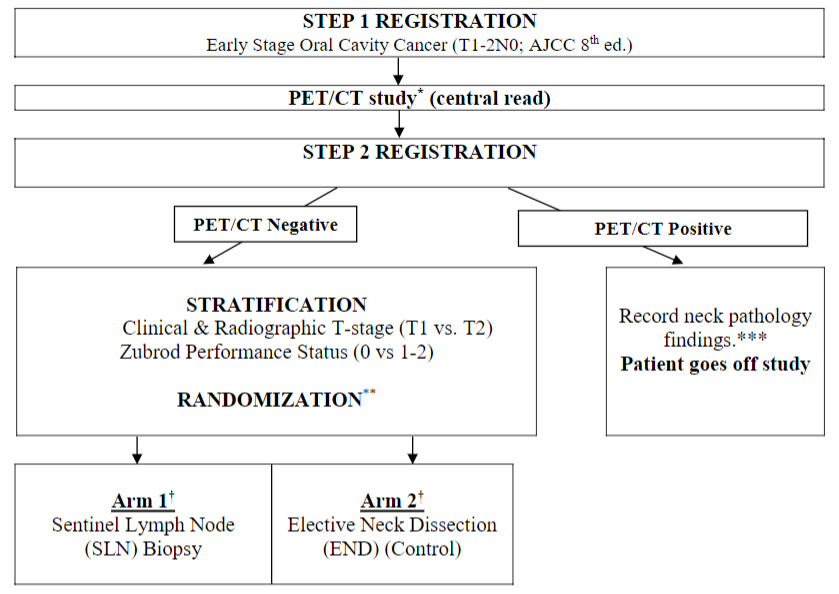 STEP 1 REGISTRATION
Early Stage Oral Cavity Cancer (T1-2N0; AJCC 8th ed.)
PET/CT study* (central read)
STEP 2 REGISTRATION
PET/CT Negative
PET/CT Positive
STRATIFICATION
Clinical & Radiographic T-stage (T1 vs. T2)
Zubrod Performance Status (0 vs 1-2)
RANDOMIZATION**
Record neck pathology
findings.***
Patient goes off study
Arm 1†
Sentinel Lymph Node
(SLN) Biopsy
Arm 2†
Elective Neck Dissection
(END) (Control)